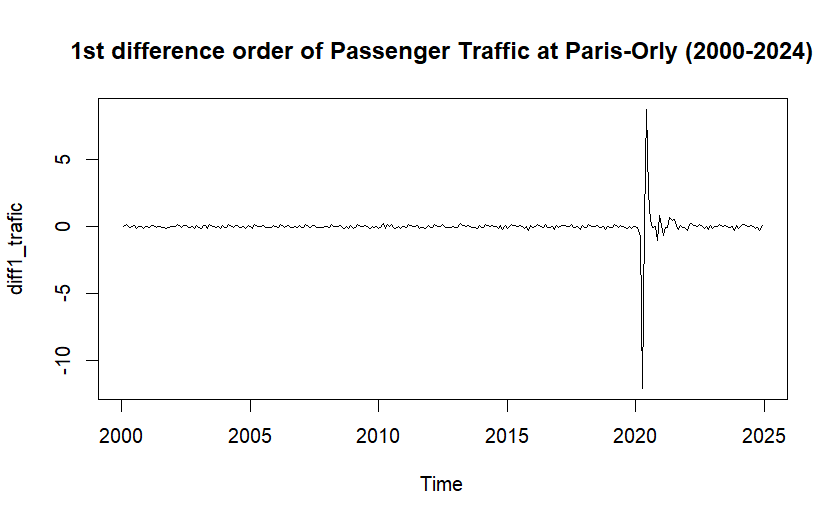 1st difference order of Passenger Traffic at Paris-Orly (2000-2024)
diff1_trafic
5
0
-5
-10
2000 2005 2010 2015 2020 2025
Time